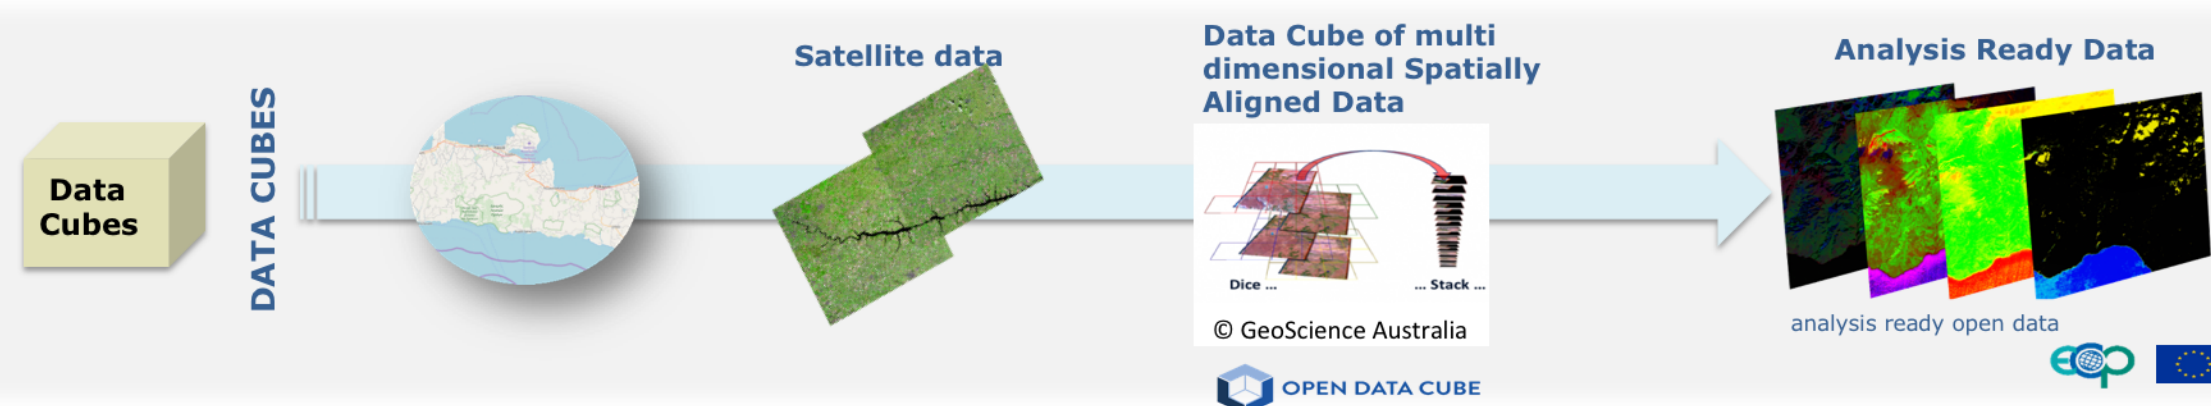 Data
Cubes
DATA CUBES
Satellite data
Data Cube of multi
dimensional Spatially
Aligned Data
Dice ...
... Stack ...
© GeoScience Australia
OPEN DATA CUBE
Analysis Ready Data
analysis ready open data